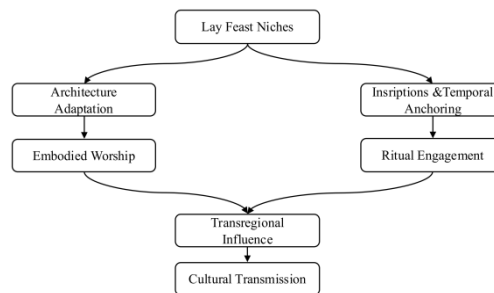 Lay Feast Niches
Architecture
Adaptation
Insriptions &Temporal
Anchoring
Embodied Worship
Ritual Engagement
Transregional
Influence
Cultural Transmission